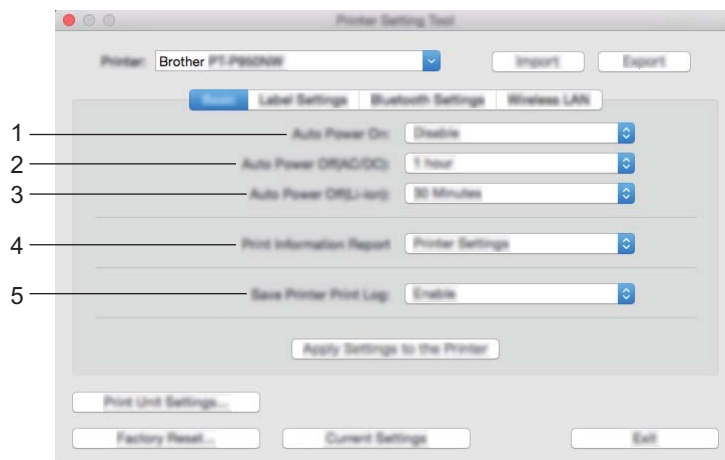 Printer Setting Tool
Printer: Brother PT-P950NW Import Export
Basic Label Settings Bluetooth Settings Wireless LAN
1 Auto Power On: Disable
2 Auto Power Off(AC/DC): 1 hour
3 Auto Power Off(Li-ion): 30 Minutes
4 Print Information Report Printer Settings
5 Save Printer Print Log: Enable
Apply Settings to the Printer
Print Unit Settings...
Factory Reset... Current Settings Exit